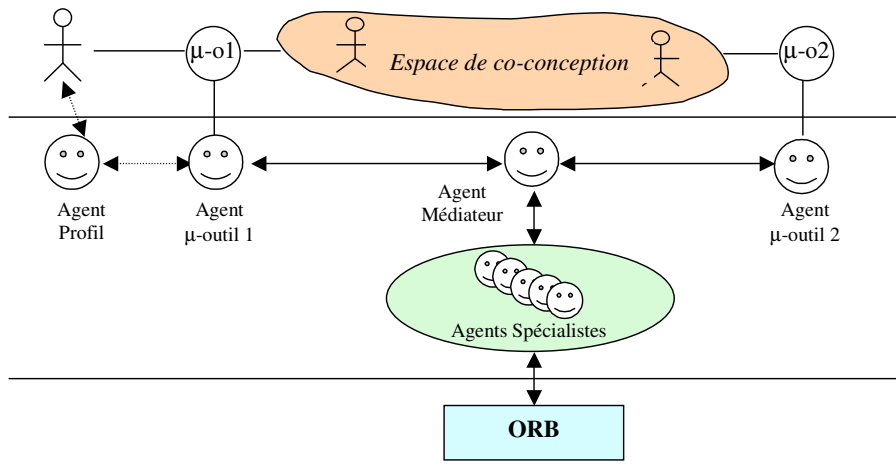 μ-o1
Espace de co-conception
μ-o2
Agent
Profil
Agent
μ-outil 1
Agent
Médiateur
Agent
μ-outil 2
Agents Spécialistes
ORB